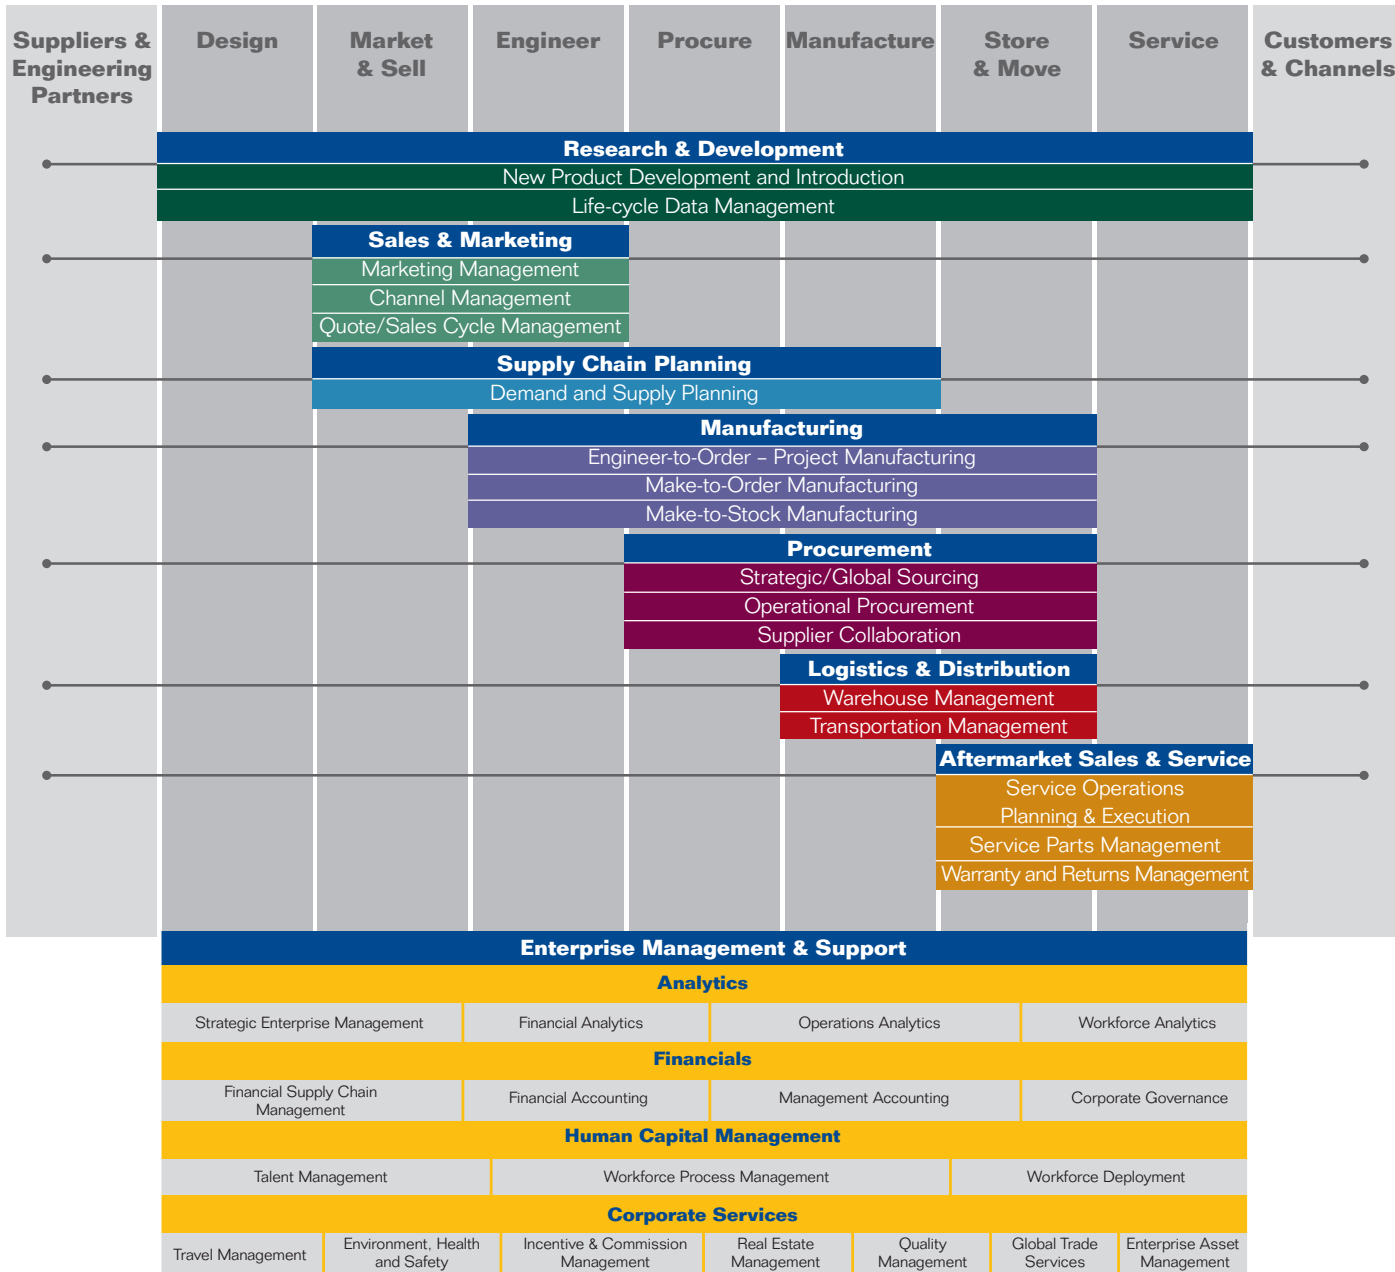 Suppliers &
Engineering
Partners
Design
Market
& Sell
Engineer
Procure
Manufacture
Store
& Move
Service
Customers
& Channels
Research & Development
New Product Development and Introduction
Life-cycle Data Management
Sales & Marketing
Marketing Management
Channel Management
Quote/Sales Cycle Management
Supply Chain Planning
Demand and Supply Planning
Manufacturing
Engineer-to-Order – Project Manufacturing
Make-to-Order Manufacturing
Make-to-Stock Manufacturing
Procurement
Strategic/Global Sourcing
Operational Procurement
Supplier Collaboration
Logistics & Distribution
Warehouse Management
Transportation Management
Aftermarket Sales & Service
Service Operations
Planning & Execution
Service Parts Management
Warranty and Returns Management
Enterprise Management & Support
Analytics
Strategic Enterprise Management
Financial Analytics
Operations Analytics
Workforce Analytics
Financials
Financial Supply Chain
Management
Financial Accounting
Management Accounting
Corporate Governance
Human Capital Management
Talent Management
Workforce Process Management
Workforce Deployment
Corporate Services
Travel Management
Environment, Health
and Safety
Incentive & Commission
Management
Real Estate
Management
Quality
Management
Global Trade
Services
Enterprise Asset
Management